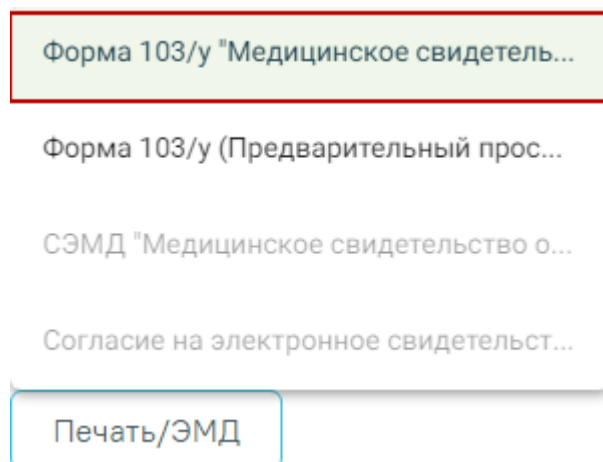 Форма 103/у "Медицинское свидетель...
Форма 103/у (Предварительный прос...
СЭМД "Медицинское свидетельство о...
Согласие на электронное свидетельст...
Печать/ЭМД